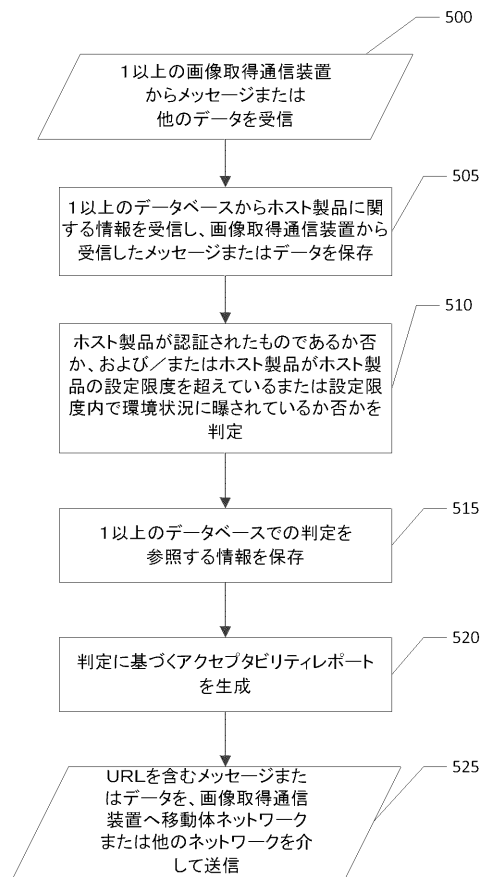 500
1以上の画像取得通信装置
からメッセージまたは
他のデータを受信
505
1以上のデータベースからホスト製品に関
する情報を受信し、画像取得通信装置から
受信したメッセージまたはデータを保存
510
ホスト製品が認証されたものであるか否
か、および／またはホスト製品がホスト製
品の設定限度を超えているまたは設定限
度内で環境状況に曝されているか否かを
判定
515
1以上のデータベースでの判定を
参照する情報を保存
520
判定に基づくアクセプタビリティレポート
を生成
525
URLを含むメッセージまた
はデータを、画像取得通信
装置へ移動体ネットワーク
または他のネットワークを介
して送信